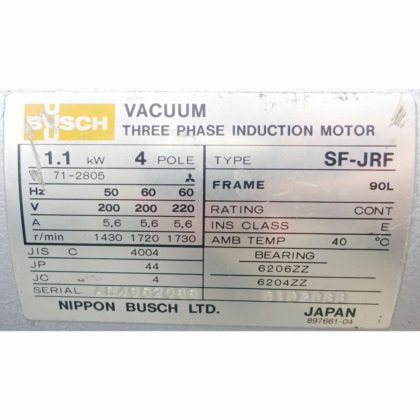 BUSCH
VACUUM
THREE PHASE INDUCTION MOTOR
1.1 kW 4 POLE
71-2805
Hz 50 60 60
V 200 200 220
A 5,6 5,6 5,6
r/min 1430 1720 1730
JIS C 4004
JP 44
JC 4
SERIAL
TYPE SF-JRF
FRAME 90L
RATING CONT
INS CLASS E
AMB TEMP 40 °C
BEARING
6206ZZ
6204ZZ
NIPPON BUSCH LTD. JAPAN
897661-04